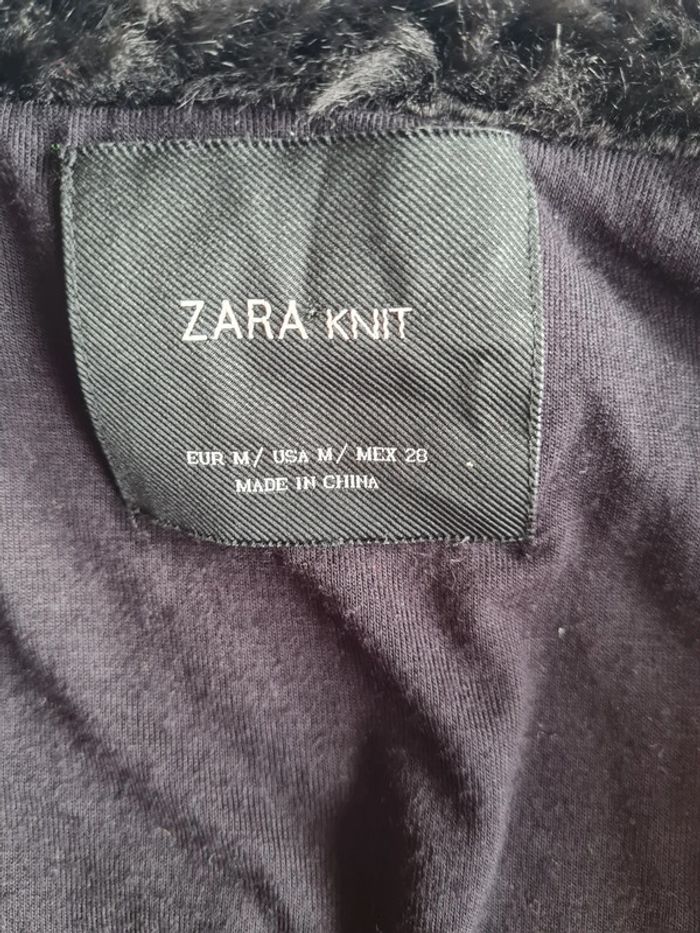 ZARA KNIT
EUR M/ USA M/ MEX 28
MADE IN CHINA